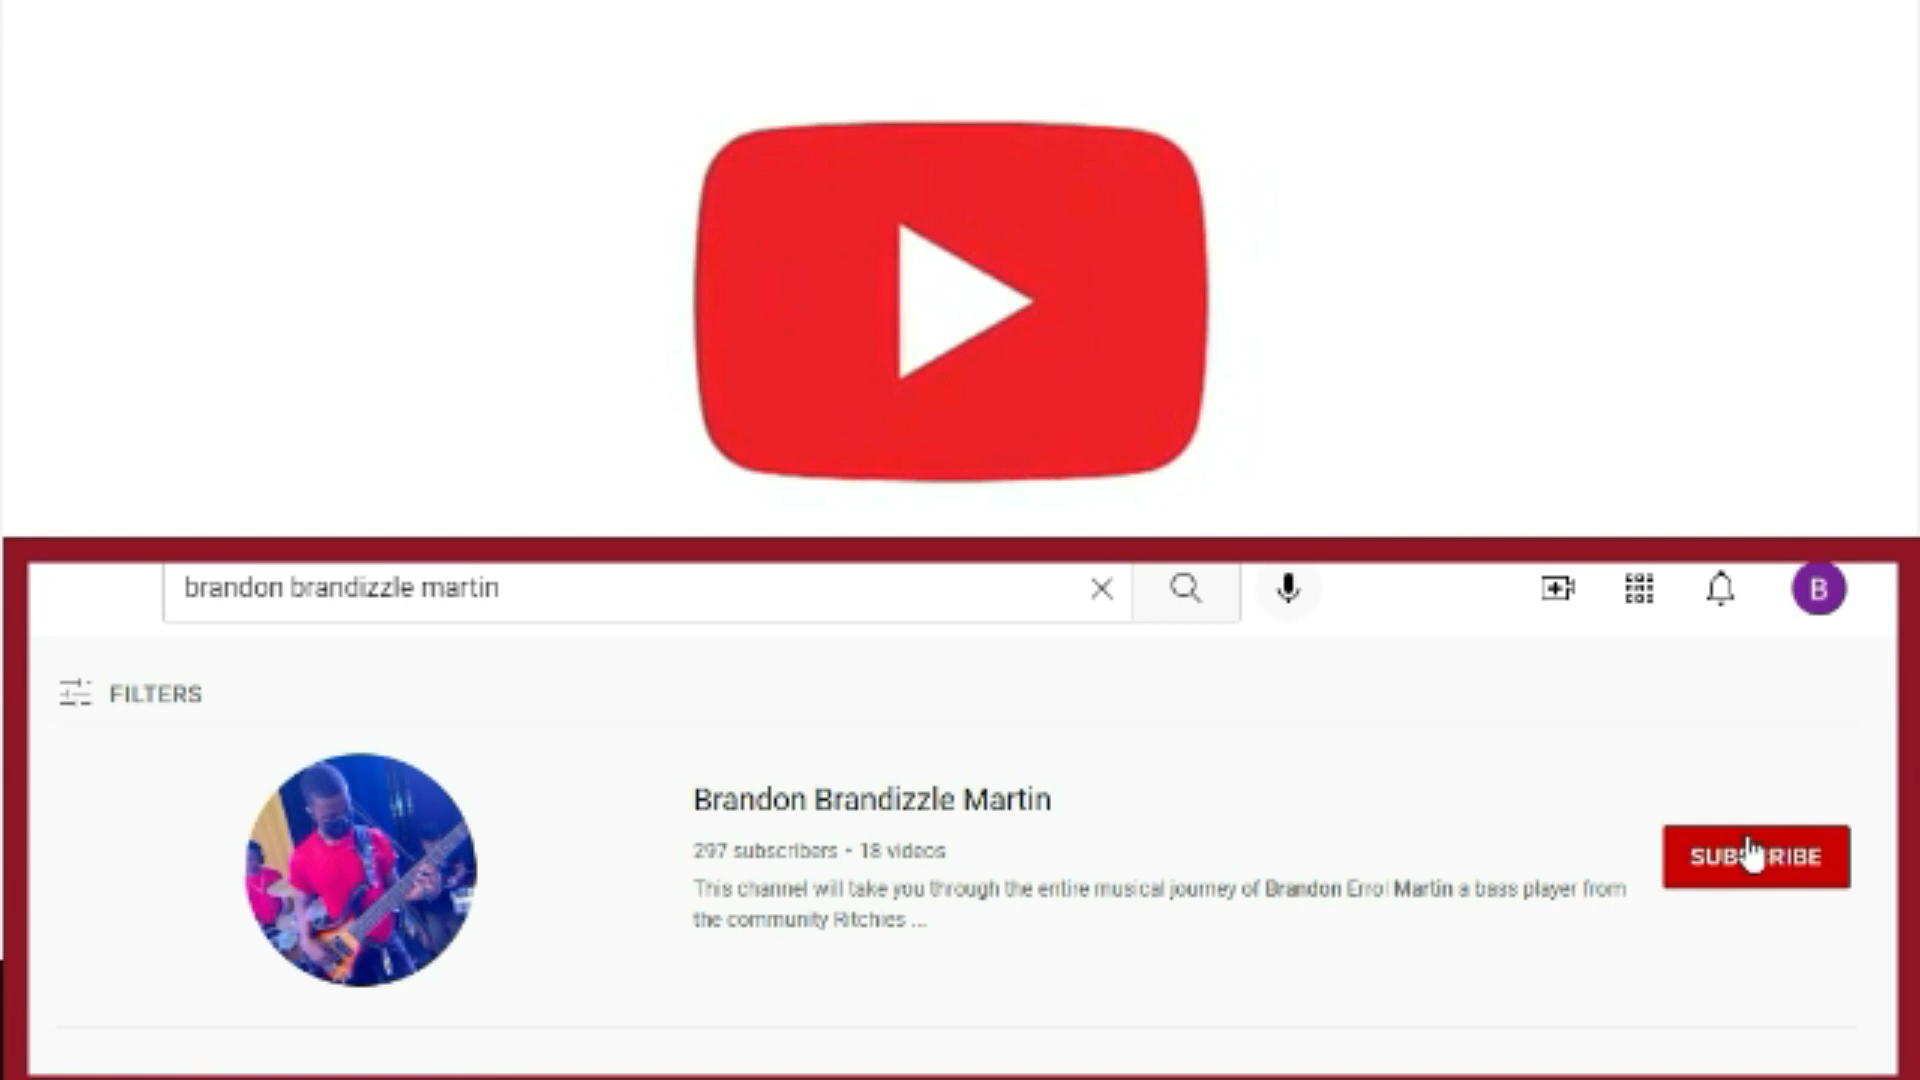 brandon brandizzle martin
B
FILTERS
Brandon Brandizzle Martin
297 subscribers • 18 videos
SUBSCRIBE
This channel will take you through the entire musical journey of Brandon Errol Martin a bass player from
the community Ritchies ...